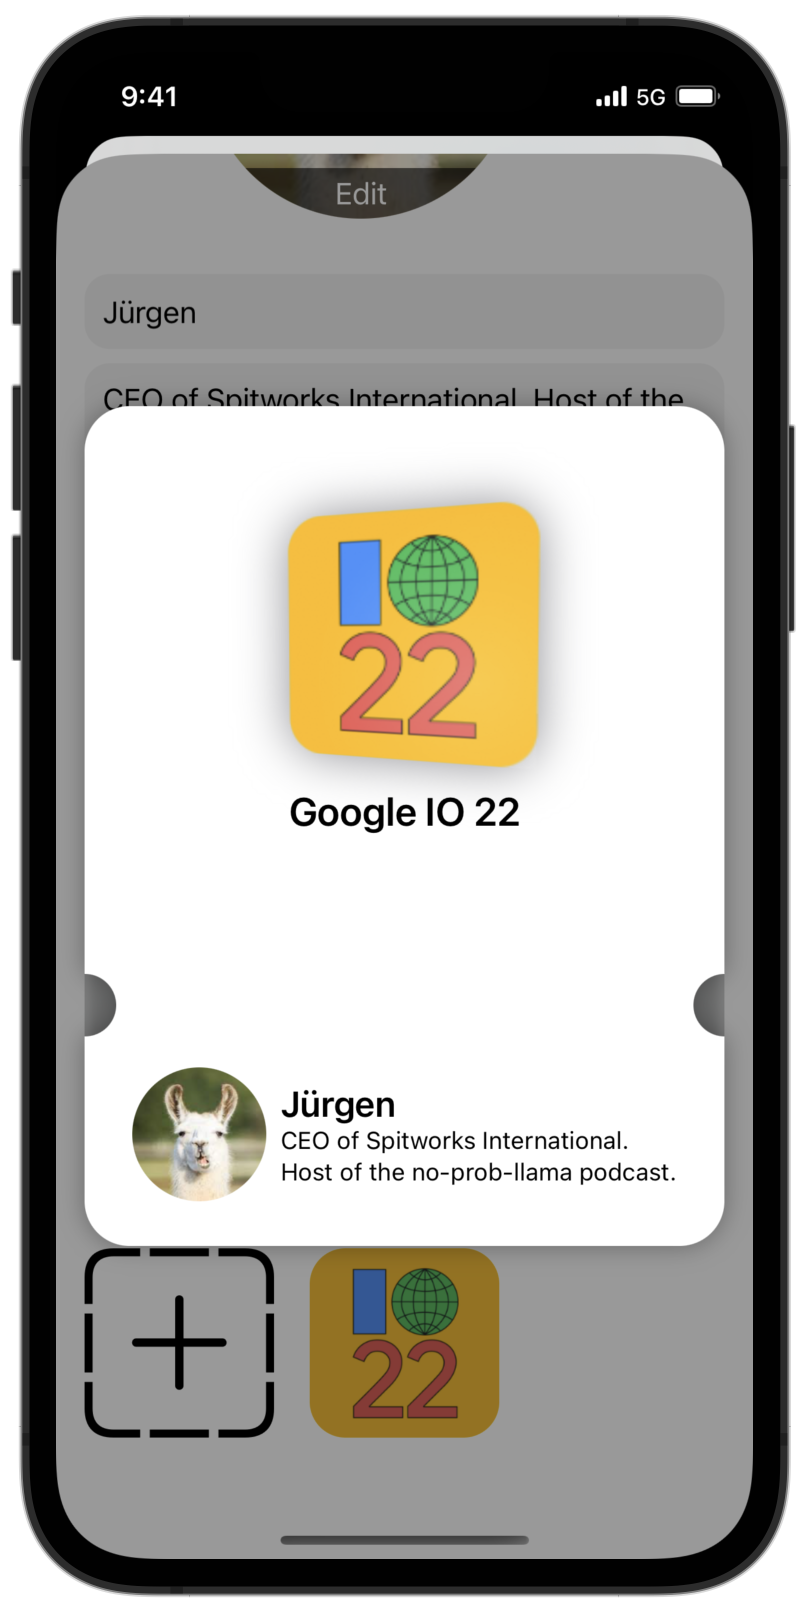 9:41
5G
Edit
Jürgen
CEO of Spitworks International. Host of the
IO
22
Google IO 22
Jürgen
CEO of Spitworks International.
Host of the no-prob-llama podcast.
IO
22